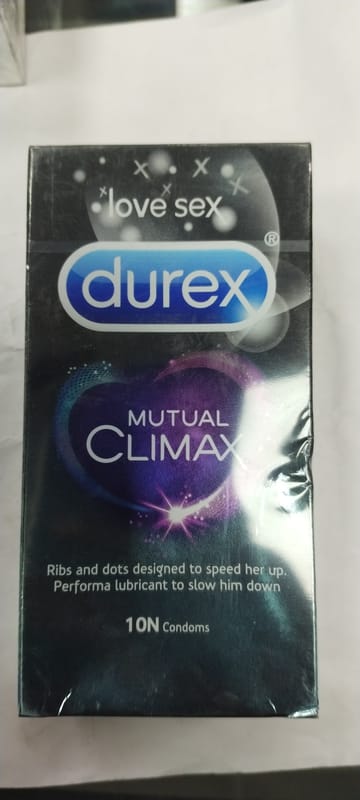 love sex
durex®
MUTUAL
CLIMAX
Ribs and dots designed to speed her up.
Performa lubricant to slow him down
10N Condoms